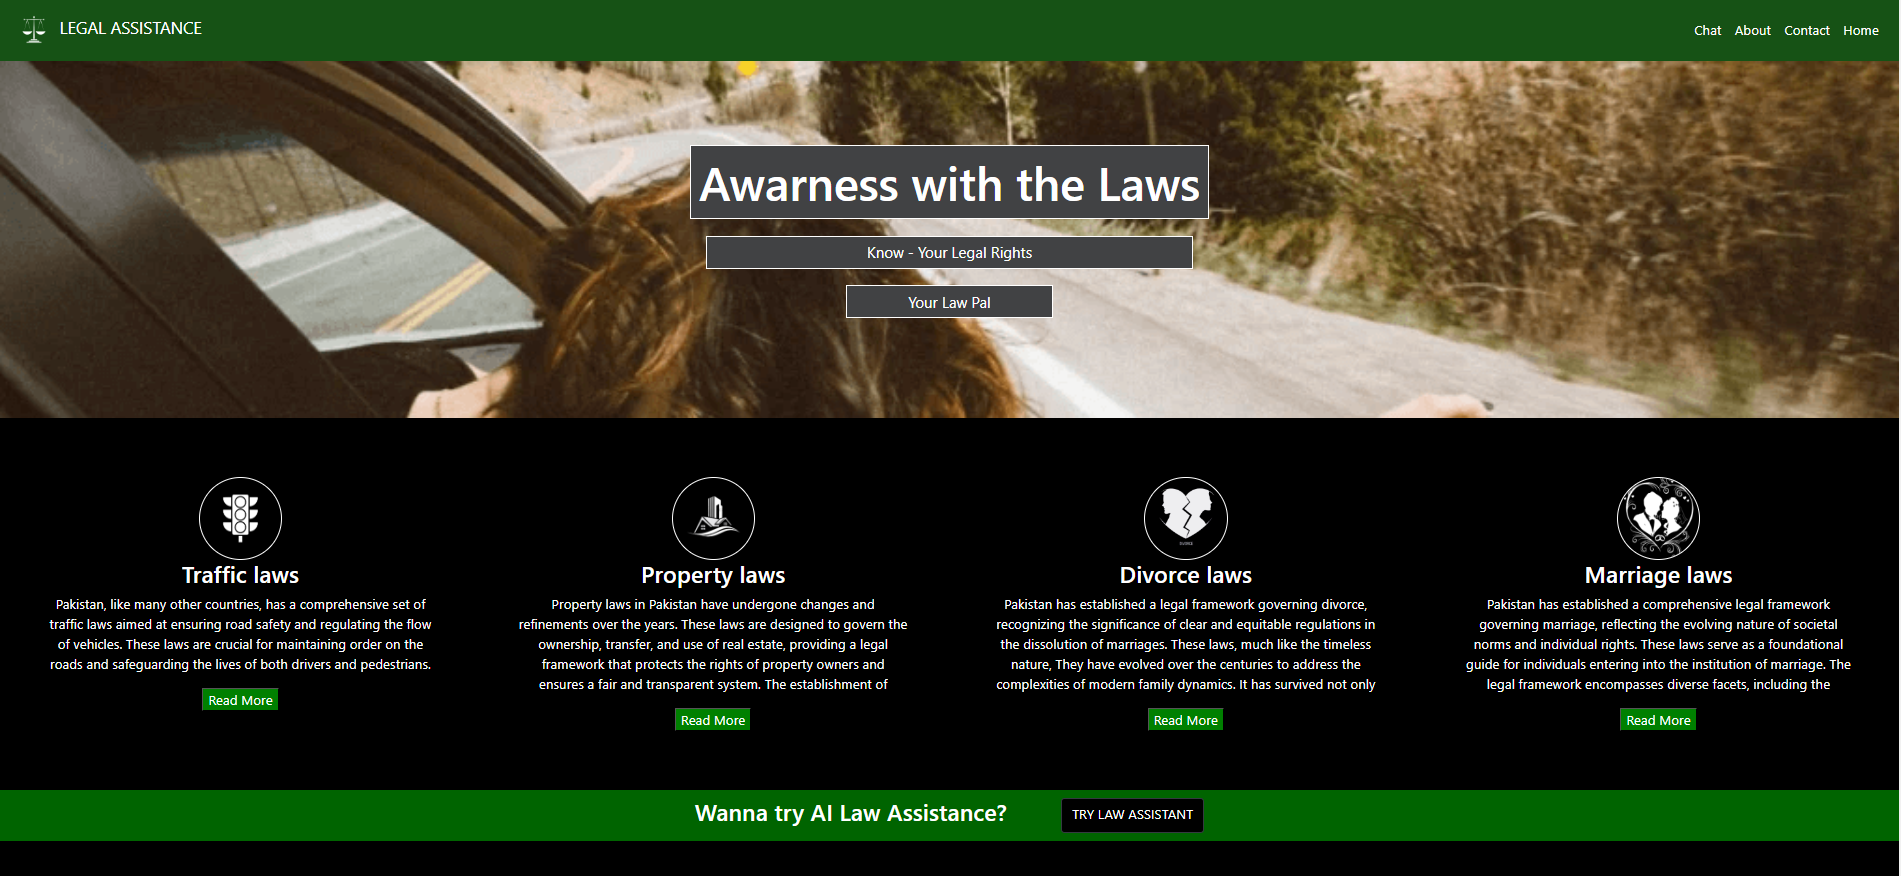 LEGAL ASSISTANCE
Chat About Contact Home
Awarness with the Laws
Know - Your Legal Rights
Your Law Pal
Traffic laws
Pakistan, like many other countries, has a comprehensive set of
traffic laws aimed at ensuring road safety and regulating the flow
of vehicles. These laws are crucial for maintaining order on the
roads and safeguarding the lives of both drivers and pedestrians.
Read More
Property laws
Property laws in Pakistan have undergone changes and
refinements over the years. These laws are designed to govern the
ownership, transfer, and use of real estate, providing a legal
framework that protects the rights of property owners and
ensures a fair and transparent system. The establishment of
Read More
Divorce laws
Pakistan has established a legal framework governing divorce,
recognizing the significance of clear and equitable regulations in
the dissolution of marriages. These laws, much like the timeless
nature, They have evolved over the centuries to address the
complexities of modern family dynamics. It has survived not only
Read More
Marriage laws
Pakistan has established a comprehensive legal framework
governing marriage, reflecting the evolving nature of societal
norms and individual rights. These laws serve as a foundational
guide for individuals entering into the institution of marriage. The
legal framework encompasses diverse facets, including the
Read More
Wanna try AI Law Assistance?
TRY LAW ASSISTANT